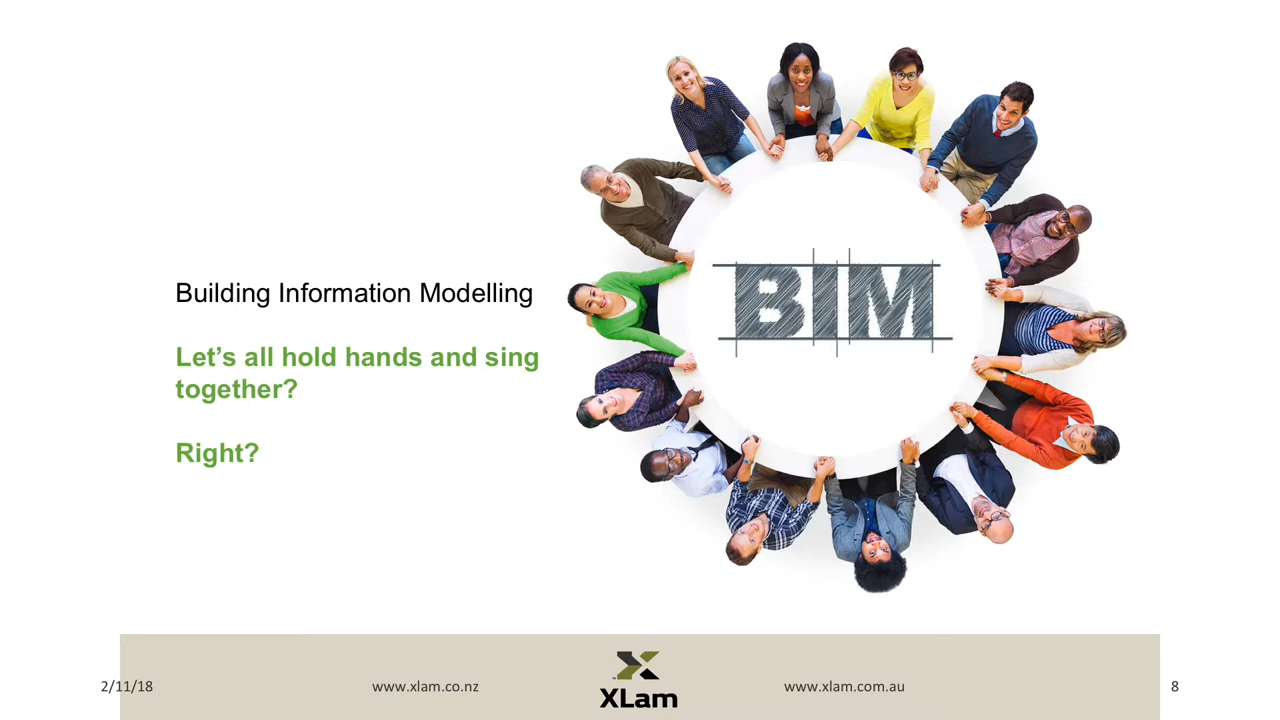 Building Information Modelling
Let’s all hold hands and sing
together?
Right?
BIM
2/11/18
www.xlam.co.nz
XLam
www.xlam.com.au
8